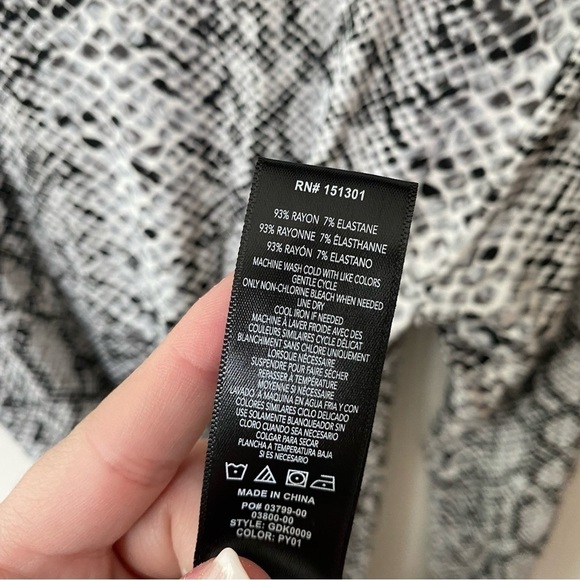 RN# 151301
93% RAYON 7% ELASTANE
93% RAYONNE 7% ÉLASTHANNE
93% RAYÓN 7% ELASTANO
MACHINE WASH COLD WITH LIKE COLORS
GENTLE CYCLE
ONLY NON-CHLORINE BLEACH WHEN NEEDED
LINE DRY
COOL IRON IF NEEDED
MACHINE À LAVER FROIDE AVEC DES
COULEURS SIMILAIRES CYCLE DÉLICAT
BLANCHIMENT SANS CHLORE UNIQUEMENT
LORSQUE NÉCESSAIRE
SUSPENDRE POUR FAIRE SÉCHER
REPASSER À TEMPÉRATURE
MOYENNE SI NÉCESSAIRE
LAVADO A MAQUINA EN AGUA FRIA CON
COLORES SIMILARES CICLO DELICADO
USE SOLAMENTE BLANQUEADOR SIN
CLORO CUANDO SEA NECESARIO
COLGAR PARA SECAR
PLANCHA A TEMPERATURA BAJA
SI ES NECESARIO
MADE IN CHINA
PO# 03799-00
03800-00
STYLE: GDK0009
COLOR: PY01